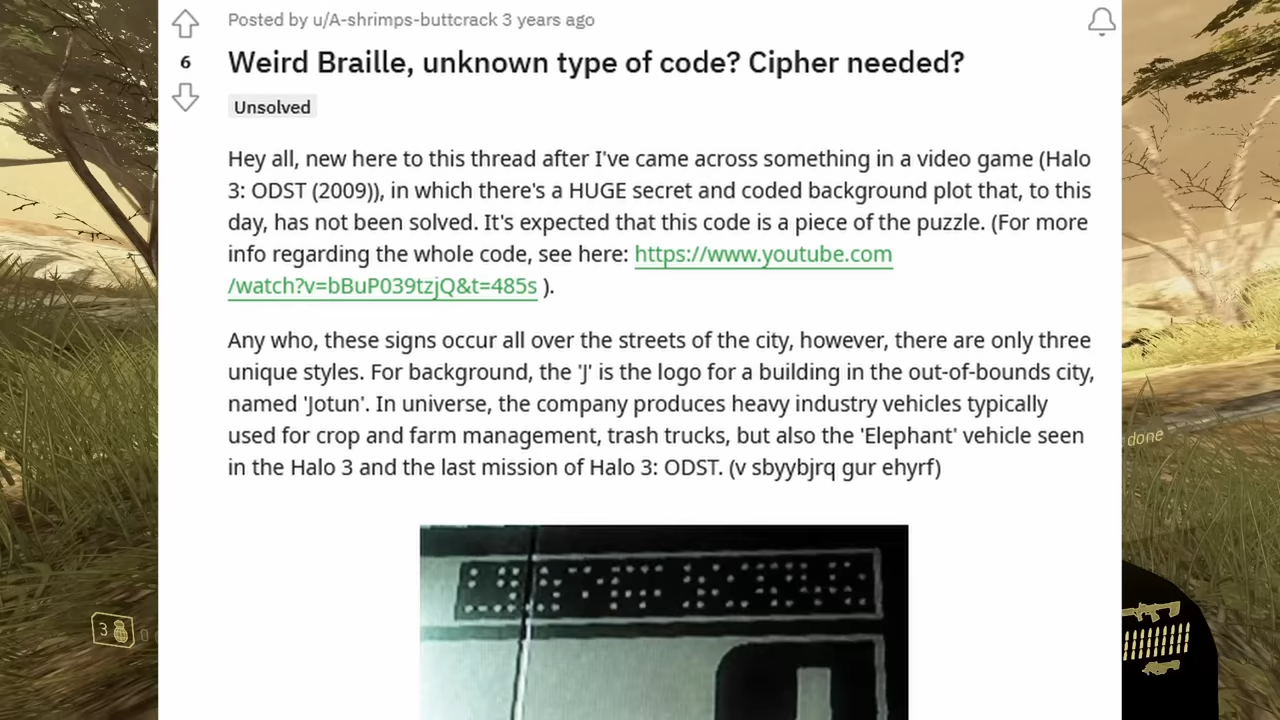 Posted by u/A-shrimps-buttcrack 3 years ago
6
Weird Braille, unknown type of code? Cipher needed?
Unsolved
Hey all, new here to this thread after I've came across something in a video game (Halo
3: ODST (2009)), in which there's a HUGE secret and coded background plot that, to this
day, has not been solved. It's expected that this code is a piece of the puzzle. (For more
info regarding the whole code, see here: https://www.youtube.com
/watch?v=bBuP039tzjQ&t=485s ).
Any who, these signs occur all over the streets of the city, however, there are only three
unique styles. For background, the 'J' is the logo for a building in the out-of-bounds city,
named 'Jotun'. In universe, the company produces heavy industry vehicles typically
used for crop and farm management, trash trucks, but also the 'Elephant' vehicle seen
in the Halo 3 and the last mission of Halo 3: ODST. (v sbyybjrq gur ehyrf)
done
3
0